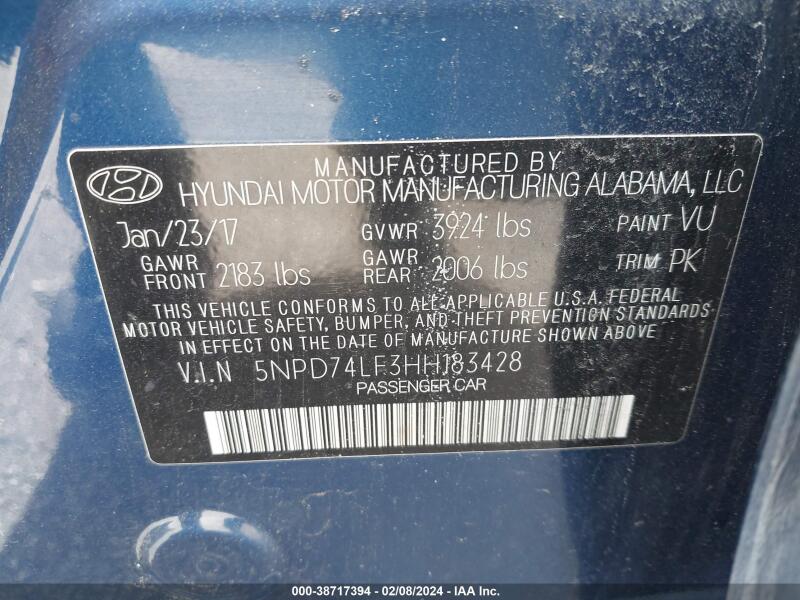 MANUFACTURED BY
HYUNDAI MOTOR MANUFACTURING ALABAMA, LLC
Jan/23/17 GVWR 3924 lbs PAINT VU
GAWR FRONT 2183 lbs GAWR REAR 2006 lbs TRIM PK
THIS VEHICLE CONFORMS TO ALL APPLICABLE U.S.A. FEDERAL
MOTOR VEHICLE SAFETY, BUMPER, AND THEFT PREVENTION STANDARDS
IN EFFECT ON THE DATE OF MANUFACTURE SHOWN ABOVE
V.I.N 5NPD74LF3HH183428
PASSENGER CAR
000-38717394 - 02/08/2024 - IAA Inc.